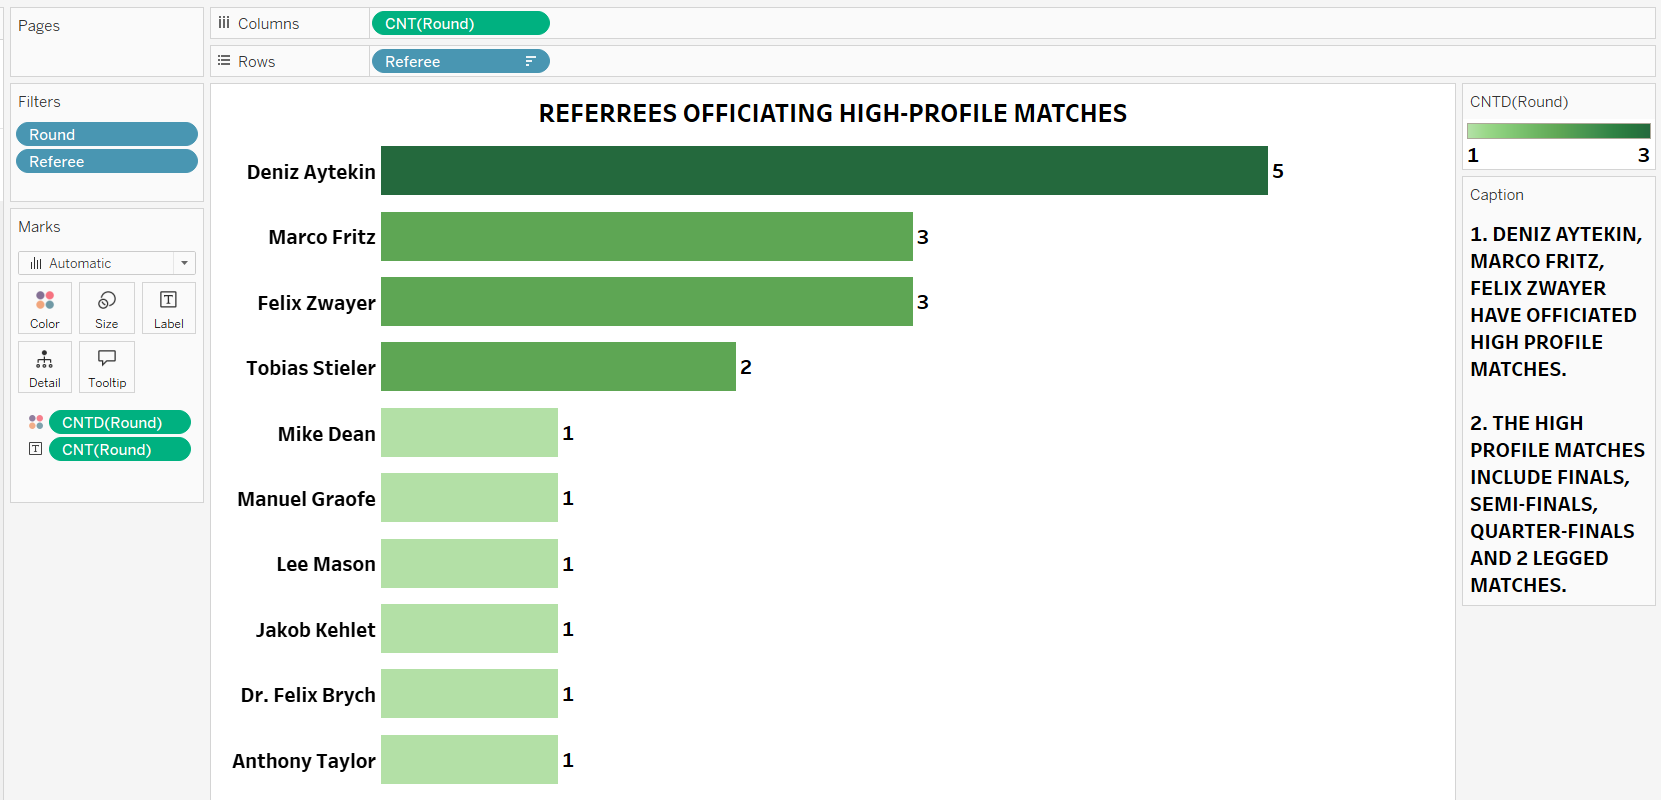 Pages
Columns
CNT(Round)
Rows
Referee
Filters
Round
Referee
Marks
Automatic
Color
Size
Label
Detail
Tooltip
CNTD(Round)
CNT(Round)
REFERREES OFFICIATING HIGH-PROFILE MATCHES
Deniz Aytekin 5
Marco Fritz 3
Felix Zwayer 3
Tobias Stieler 2
Mike Dean 1
Manuel Graofe 1
Lee Mason 1
Jakob Kehlet 1
Dr. Felix Brych 1
Anthony Taylor 1
CNTD(Round)
1 3
Caption
1. DENIZ AYTEKIN,
MARCO FRITZ,
FELIX ZWAYER
HAVE OFFICIATED
HIGH PROFILE
MATCHES.
2. THE HIGH
PROFILE MATCHES
INCLUDE FINALS,
SEMI-FINALS,
QUARTER-FINALS
AND 2 LEGGED
MATCHES.